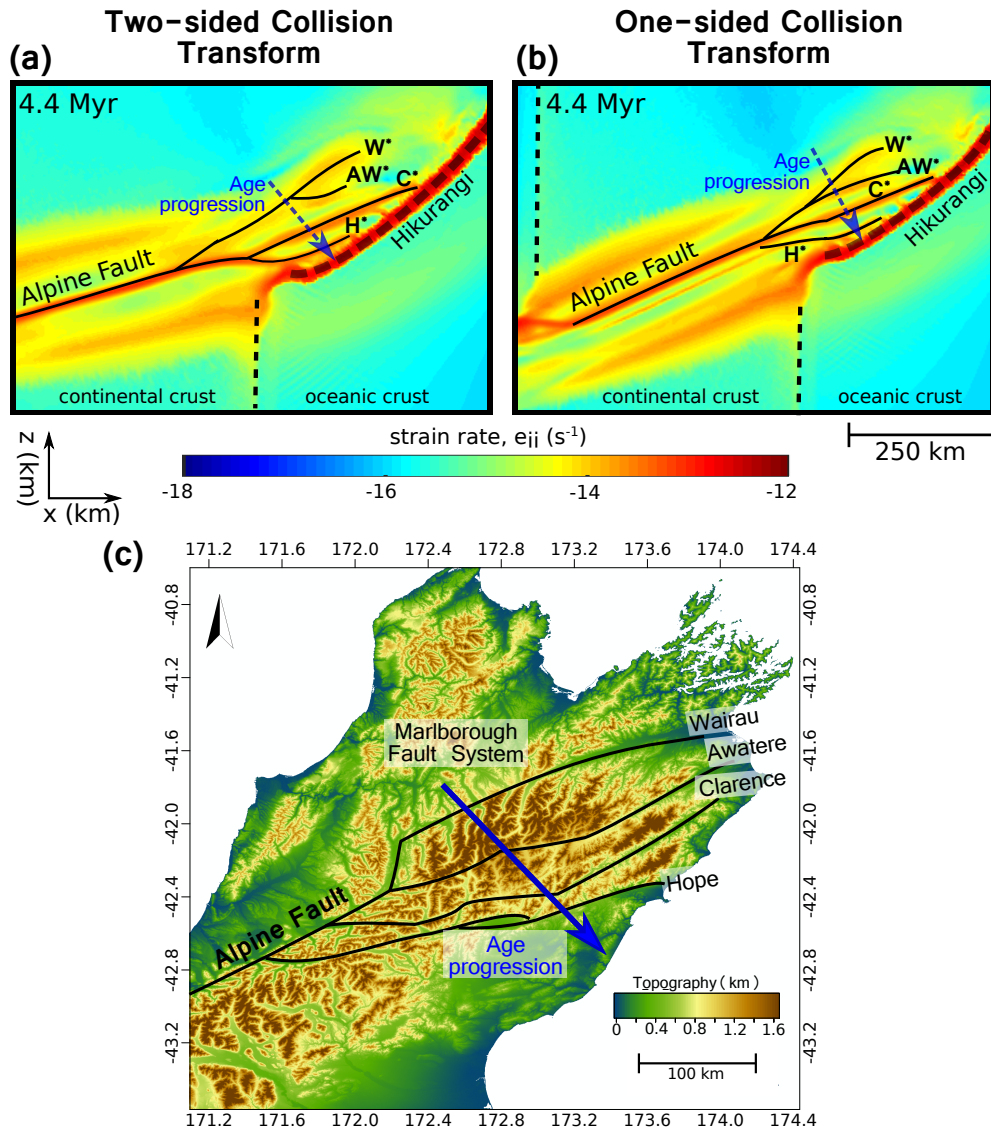 Two-sided Collision
Transform
One-sided Collision
Transform
(a)
(b)
4.4 Myr
W*
AW*
C*
H*
Age
progression
Alpine Fault
Hikurangi
continental crust
oceanic crust
4.4 Myr
W*
AW*
C*
H*
Age
progression
Alpine Fault
Hikurangi
continental crust
oceanic crust
z (km)
x (km)
strain rate, eii (s-1)
-18 -16 -14 -12
250 km
(c)
171.2 171.6 172.0 172.4 172.8 173.2 173.6 174.0 174.4
-40.8
-41.2
-41.6
-42.0
-42.4
-42.8
-43.2
-40.8
-41.2
-41.6
-42.0
-42.4
-42.8
-43.2
Marlborough
Fault System
Wairau
Awatere
Clarence
Hope
Alpine Fault
Age
progression
Topography (km)
0 0.4 0.8 1.2 1.6
100 km
171.2 171.6 172.0 172.4 172.8 173.2 173.6 174.0 174.4